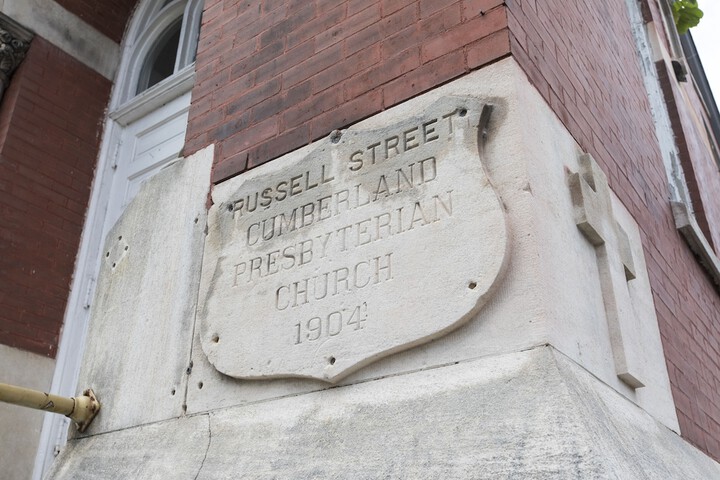 RUSSELL STREET
CUMBERLAND
PRESBYTERIAN
CHURCH
1904